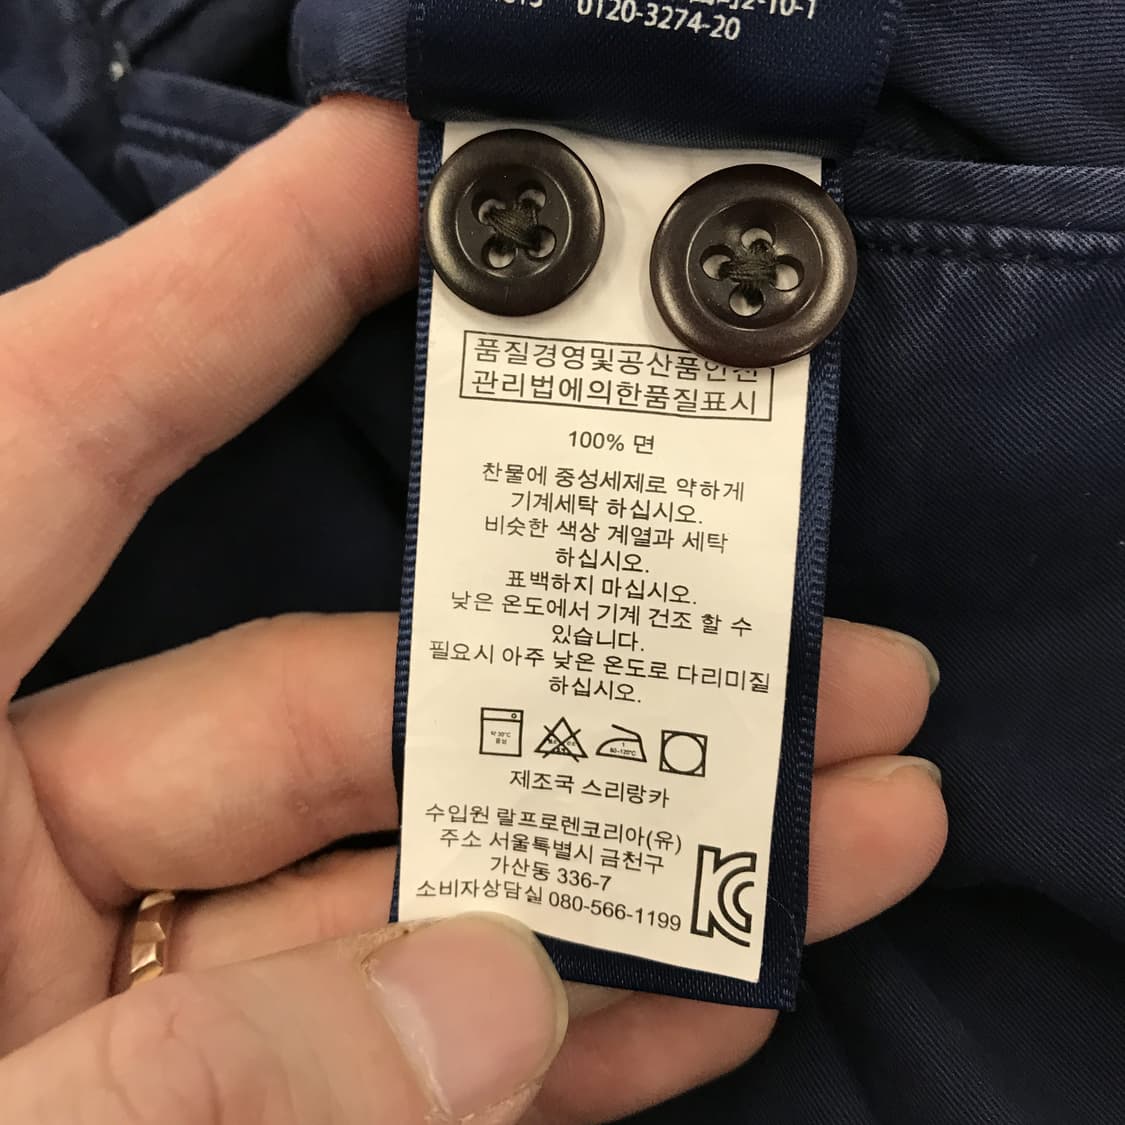 0120-3274-20
품질경영및공산품안전
관리법에의한품질표시
100% 면
찬물에 중성세제로 약하게
기계세탁 하십시오.
비슷한 색상 계열과 세탁
하십시오.
표백하지 마십시오.
낮은 온도에서 기계 건조 할 수
있습니다.
필요시 아주 낮은 온도로 다리미질
하십시오.
약 30°C
중성
80-120°C
제조국 스리랑카
수입원 랄프로렌코리아(유)
주소 서울특별시 금천구
가산동 336-7
소비자상담실 080-566-1199
KC